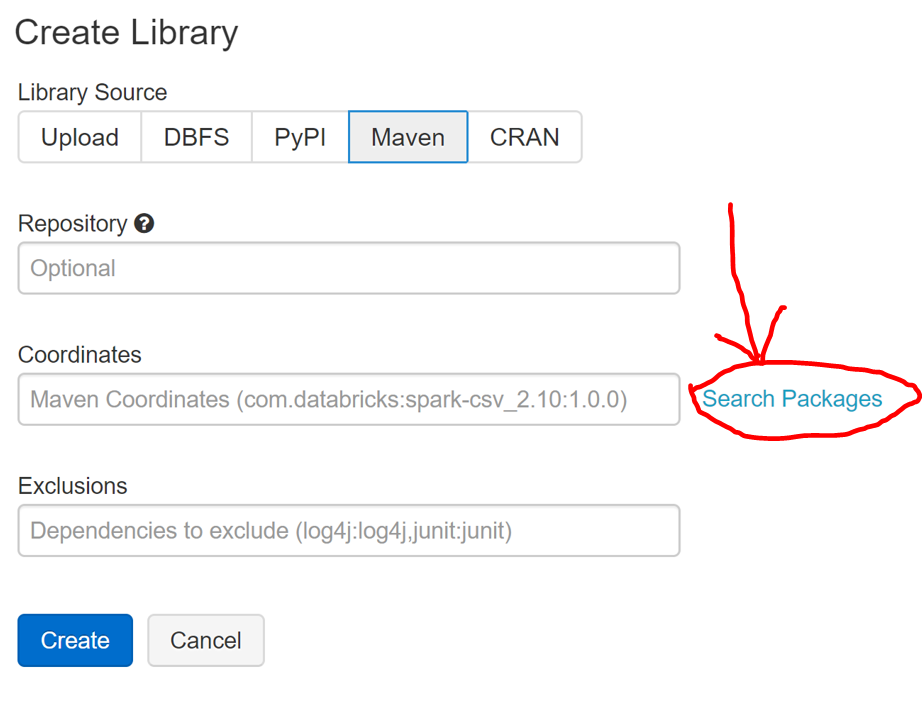 Create Library
Library Source
Upload DBFS PyPI Maven CRAN
Repository ?
Optional
Coordinates
Maven Coordinates (com.databricks:spark-csv_2.10:1.0.0) Search Packages
Exclusions
Dependencies to exclude (log4j:log4j,junit:junit)
Create Cancel